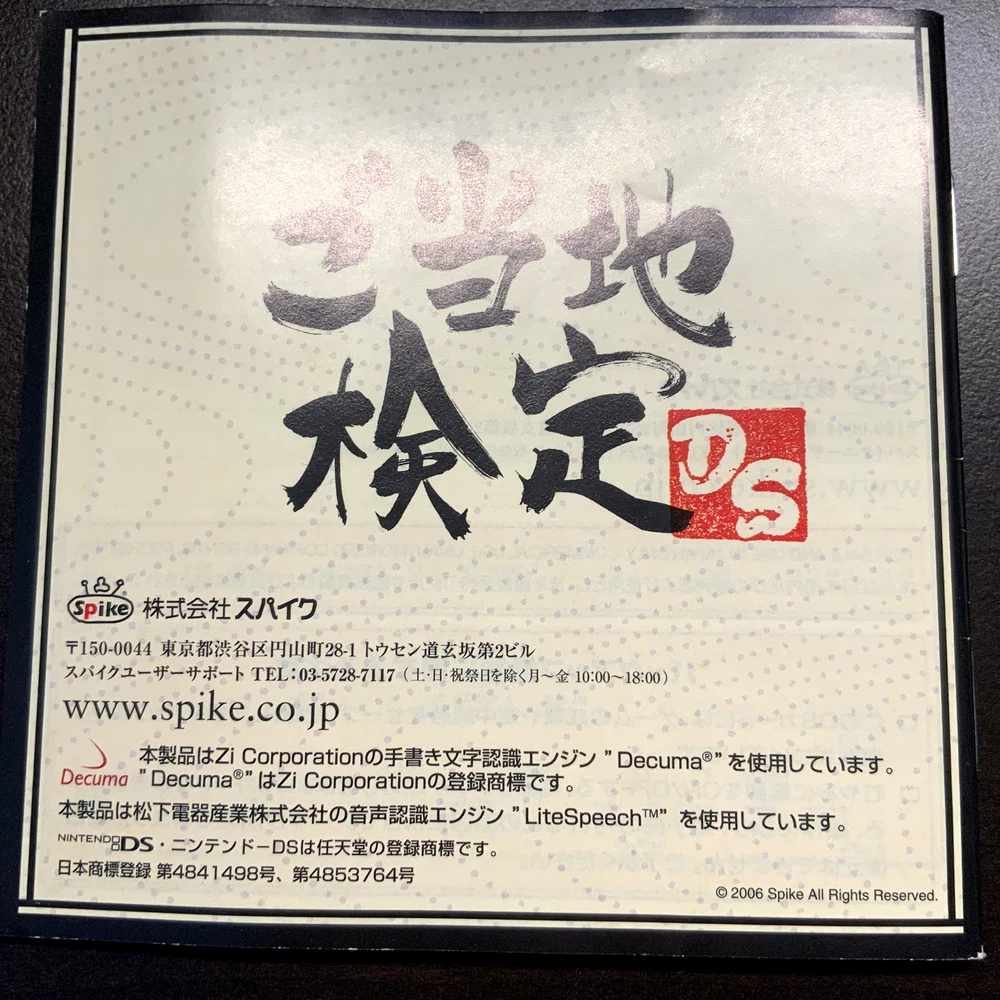 ご当地
検定
DS
Spike 株式会社スパイク
〒150-0044 東京都渋谷区円山町28-1 トウセン道玄坂第2ビル
スパイクユーザーサポート TEL：03-5728-7117（土・日・祝祭日を除く月～金 10:00～18:00）
www.spike.co.jp
Decuma
本製品はZi Corporationの手書き文字認識エンジン ”Decuma®” を使用しています。
”Decuma®” はZi Corporationの登録商標です。
本製品は松下電器産業株式会社の音声認識エンジン ”LiteSpeech™” を使用しています。
NINTENDO DS・ニンテンドーDSは任天堂の登録商標です。
日本商標登録 第4841498号、第4853764号
© 2006 Spike All Rights Reserved.